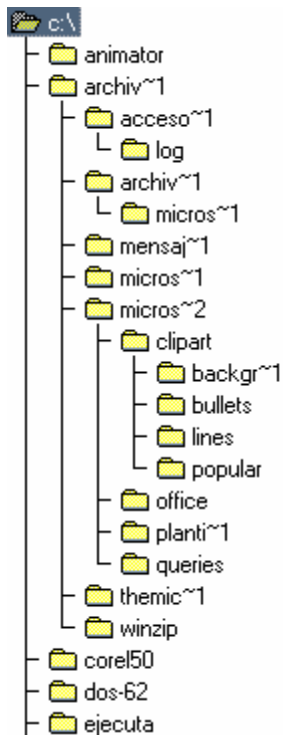 c:\
animator
archiv~1
acceso~1
log
archiv~1
micros~1
mensaj~1
micros~1
micros~2
clipart
backgr~1
bullets
lines
popular
office
planti~1
queries
themic~1
winzip
corel50
dos-62
ejecuta